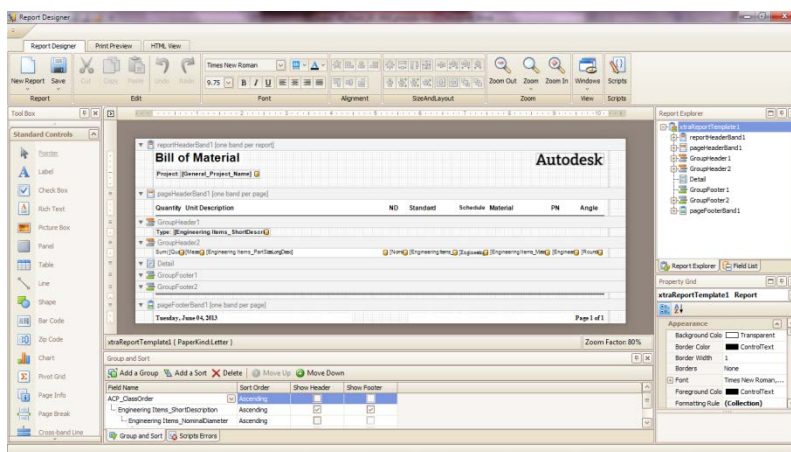 Report Designer
Report Designer Print Preview HTML View
Times New Roman
9.75 B I U
New Report Save Cut Copy Paste Undo Redo Zoom Out Zoom Zoom In Windows Scripts
Report Edit Font Alignment SizeAndLayout Zoom View Scripts
Tool Box
Standard Controls
Pointer
Label
Check Box
Rich Text
Picture Box
Panel
Table
Line
Shape
Bar Code
Zip Code
Chart
Pivot Grid
Page Info
Page Break
Cross-band Line
reportHeaderBand1 [one band per report]
Bill of Material Autodesk
Project: [General_Project_Name]
pageHeaderBand1 [one band per page]
Quantity Unit Description ND Standard Schedule Material PN Angle
GroupHeader1
Type: [Engineering Items_ShortDescri
GroupHeader2
Detail
GroupFooter1
GroupFooter2
pageFooterBand1 [one band per page]
Tuesday, June 04, 2013 Page 1 of 1
xtraReportTemplate1 { PaperKind:Letter } Zoom Factor: 80%
Group and Sort
Add a Group Add a Sort Delete Move Up Move Down
Field Name Sort Order Show Header Show Footer
ACP_ClassOrder Ascending
Engineering Items_ShortDescription Ascending
Engineering Items_NominalDiameter Ascending
Group and Sort Scripts Errors
Report Explorer
xtraReportTemplate1
reportHeaderBand1
pageHeaderBand1
GroupHeader1
GroupHeader2
Detail
GroupFooter1
GroupFooter2
pageFooterBand1
Report Explorer Field List
Property Grid
xtraReportTemplate1 Report
Appearance
Background Colo Transparent
Border Color ControlText
Border Width 1
Borders None
Font Times New Roman,...
Foreground Colo ControlText
Formatting Rule (Collection)